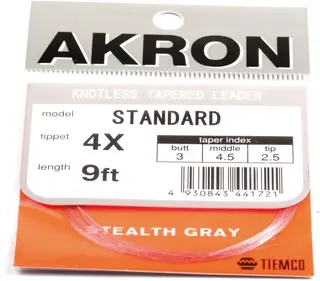 AKRON
KNOTLESS TAPERED LEADER
model STANDARD
tippet 4X
length 9ft
taper index
butt middle tip
3 4.5 2.5
4 930843 441721
STEALTH GRAY
TIEMCO